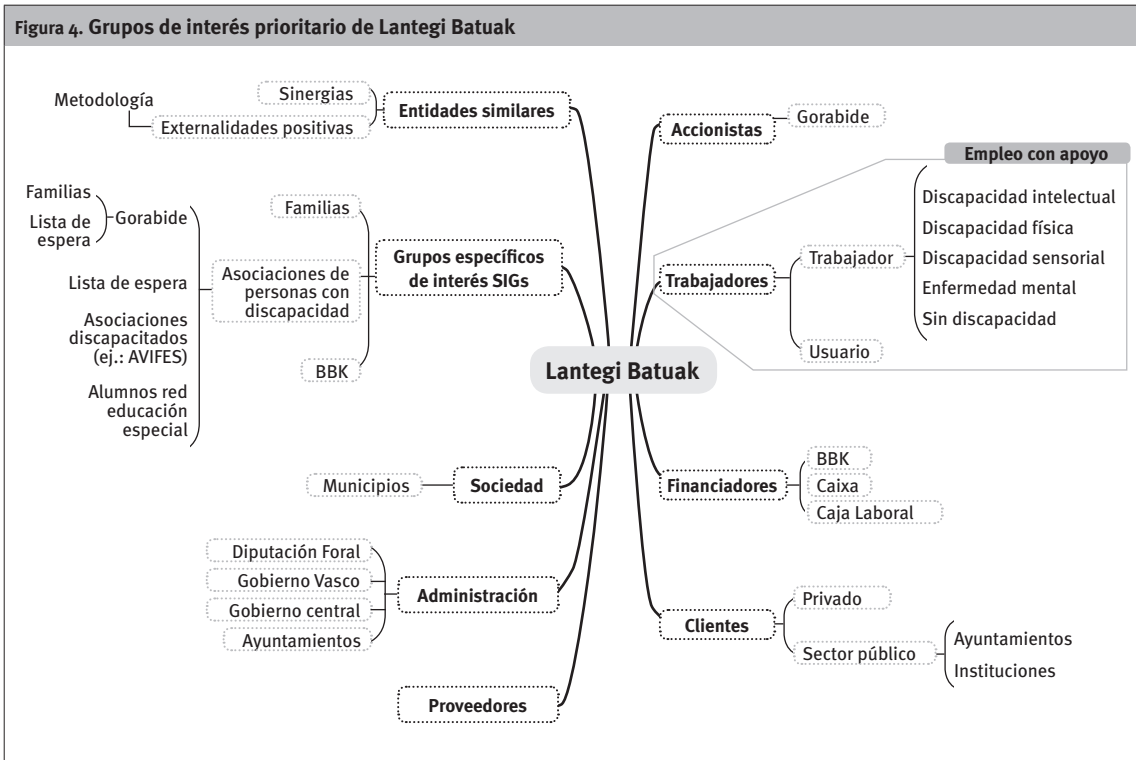 Figura 4. Grupos de interés prioritario de Lantegi Batuak
Sinergias
Metodología
Externalidades positivas
Entidades similares
Familias
Lista de
espera
Gorabide
Lista de espera
Asociaciones
discapacitados
(ej.: AVIFES)
Alumnos red
educación
especial
Familias
Asociaciones de
personas con
discapacidad
BBK
Grupos específicos
de interés SIGs
Municipios
Sociedad
Diputación Foral
Gobierno Vasco
Gobierno central
Ayuntamientos
Administración
Proveedores
Lantegi Batuak
Accionistas
Gorabide
Empleo con apoyo
Trabajadores
Trabajador
Discapacidad intelectual
Discapacidad física
Discapacidad sensorial
Enfermedad mental
Sin discapacidad
Usuario
Financiadores
BBK
Caixa
Caja Laboral
Clientes
Privado
Sector público
Ayuntamientos
Instituciones